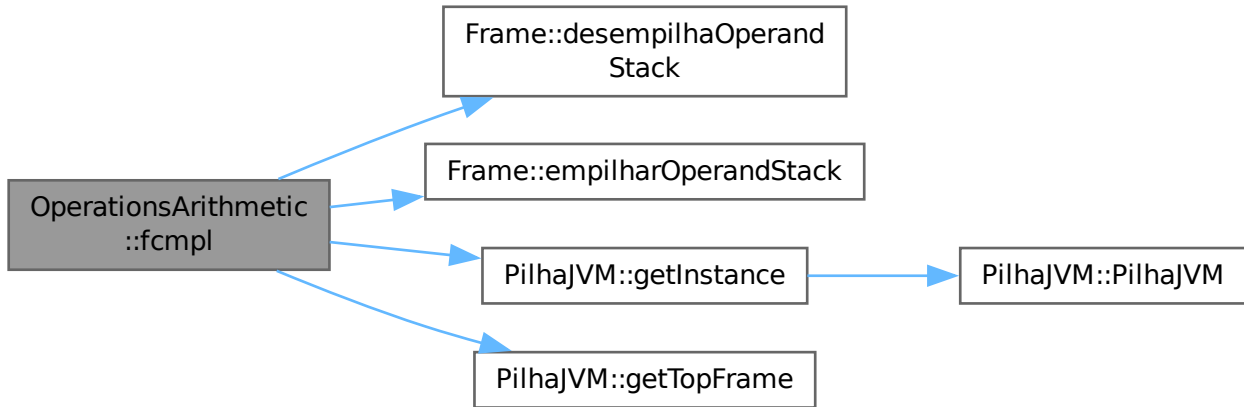 Frame::desempilhaOperand
Stack
Frame::empilharOperandStack
OperationsArithmetic
::fcmpl
PilhaJVM::getInstance
PilhaJVM::PilhaJVM
PilhaJVM::getTopFrame